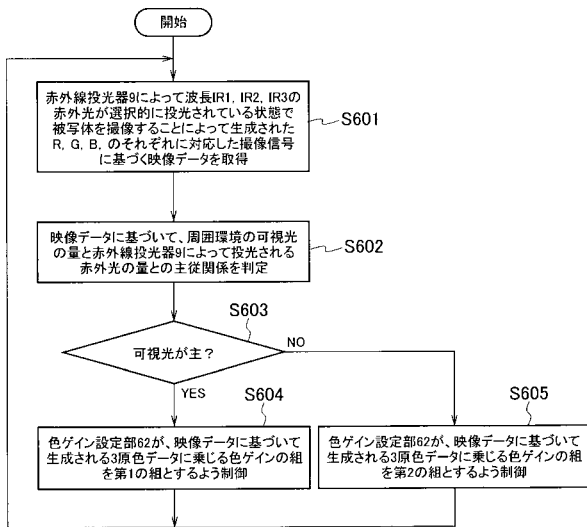 開始
赤外線投光器9によって波長IR1, IR2, IR3の
赤外光が選択的に投光されている状態で
被写体を撮像することによって生成された
R, G, B, のそれぞれに対応した撮像信号
に基づく映像データを取得
S601
映像データに基づいて、周囲環境の可視光
の量と赤外線投光器9によって投光される
赤外光の量との主従関係を判定
S602
S603
可視光が主?
NO
YES
S604
色ゲイン設定部62が、映像データに基づいて
生成される3原色データに乗じる色ゲインの組
を第1の組とするよう制御
S605
色ゲイン設定部62が、映像データに基づいて
生成される3原色データに乗じる色ゲインの組
を第2の組とするよう制御